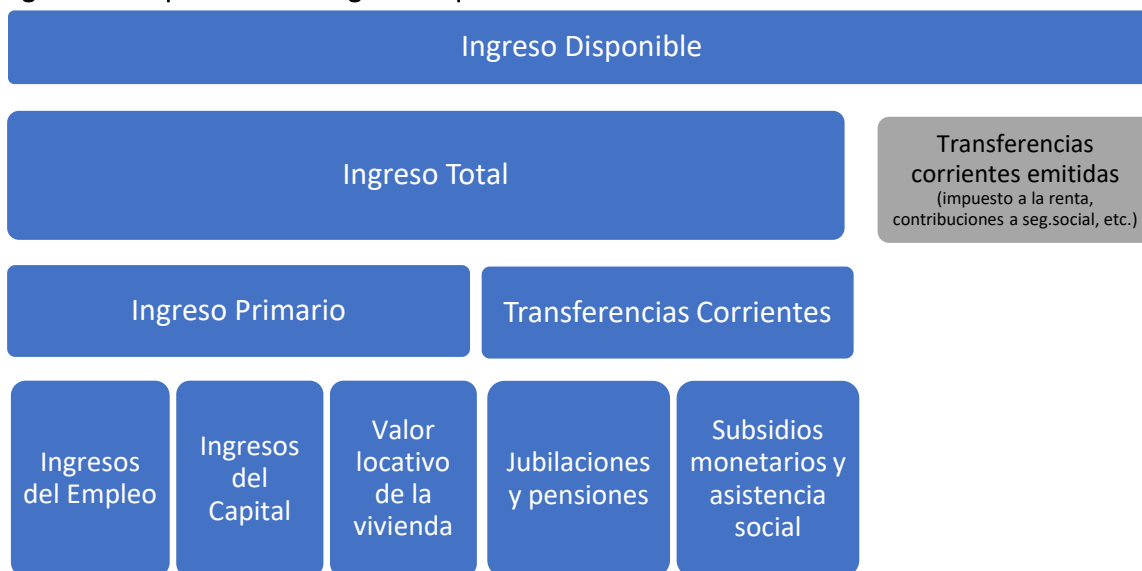 Ingreso Disponible
Ingreso Total
Transferencias
corrientes emitidas
(impuesto a la renta,
contribuciones a seg.social, etc.)
Ingreso Primario
Transferencias Corrientes
Ingresos
del Empleo
Ingresos
del
Capital
Valor
locativo
de la
vivienda
Jubilaciones
y pensiones
Subsidios
monetarios y
asistencia
social